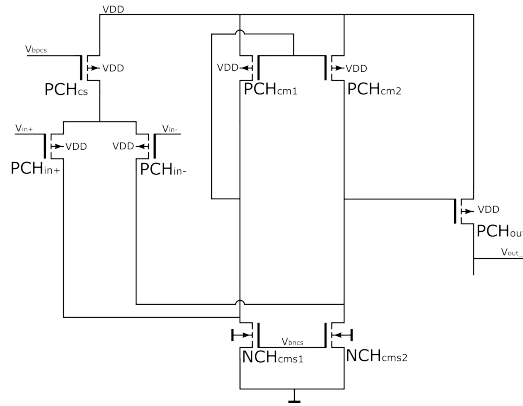 VDD
Vbpcs
VDD
VDD
VDD
PCHcs
PCHcm1
PCHcm2
Vin+
Vin-
VDD
VDD
PCHin+
PCHin-
VDD
PCHout
Vout
Vbncs
NCHcms1
NCHcms2